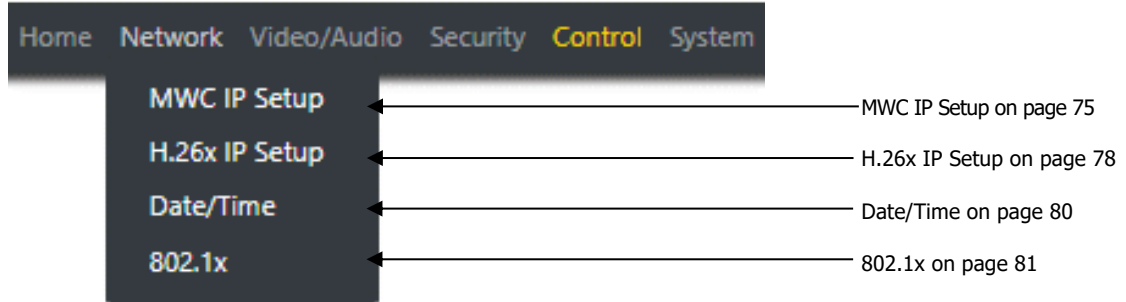 Home Network Video/Audio Security Control System
MWC IP Setup
MWC IP Setup on page 75
H.26x IP Setup
H.26x IP Setup on page 78
Date/Time
Date/Time on page 80
802.1x
802.1x on page 81